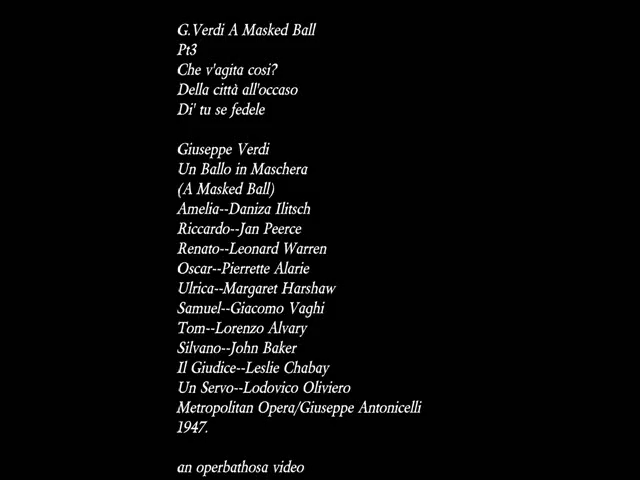 G.Verdi A Masked Ball
Pt3
Che v'agita cosi?
Della città all'occaso
Di' tu se fedele
Giuseppe Verdi
Un Ballo in Maschera
(A Masked Ball)
Amelia--Daniza Ilitsch
Riccardo--Jan Peerce
Renato--Leonard Warren
Oscar--Pierrette Alarie
Ulrica--Margaret Harshaw
Samuel--Giacomo Vaghi
Tom--Lorenzo Alvary
Silvano--John Baker
Il Giudice--Leslie Chabay
Un Servo--Lodovico Oliviero
Metropolitan Opera/Giuseppe Antonicelli
1947.
an operbathosa video